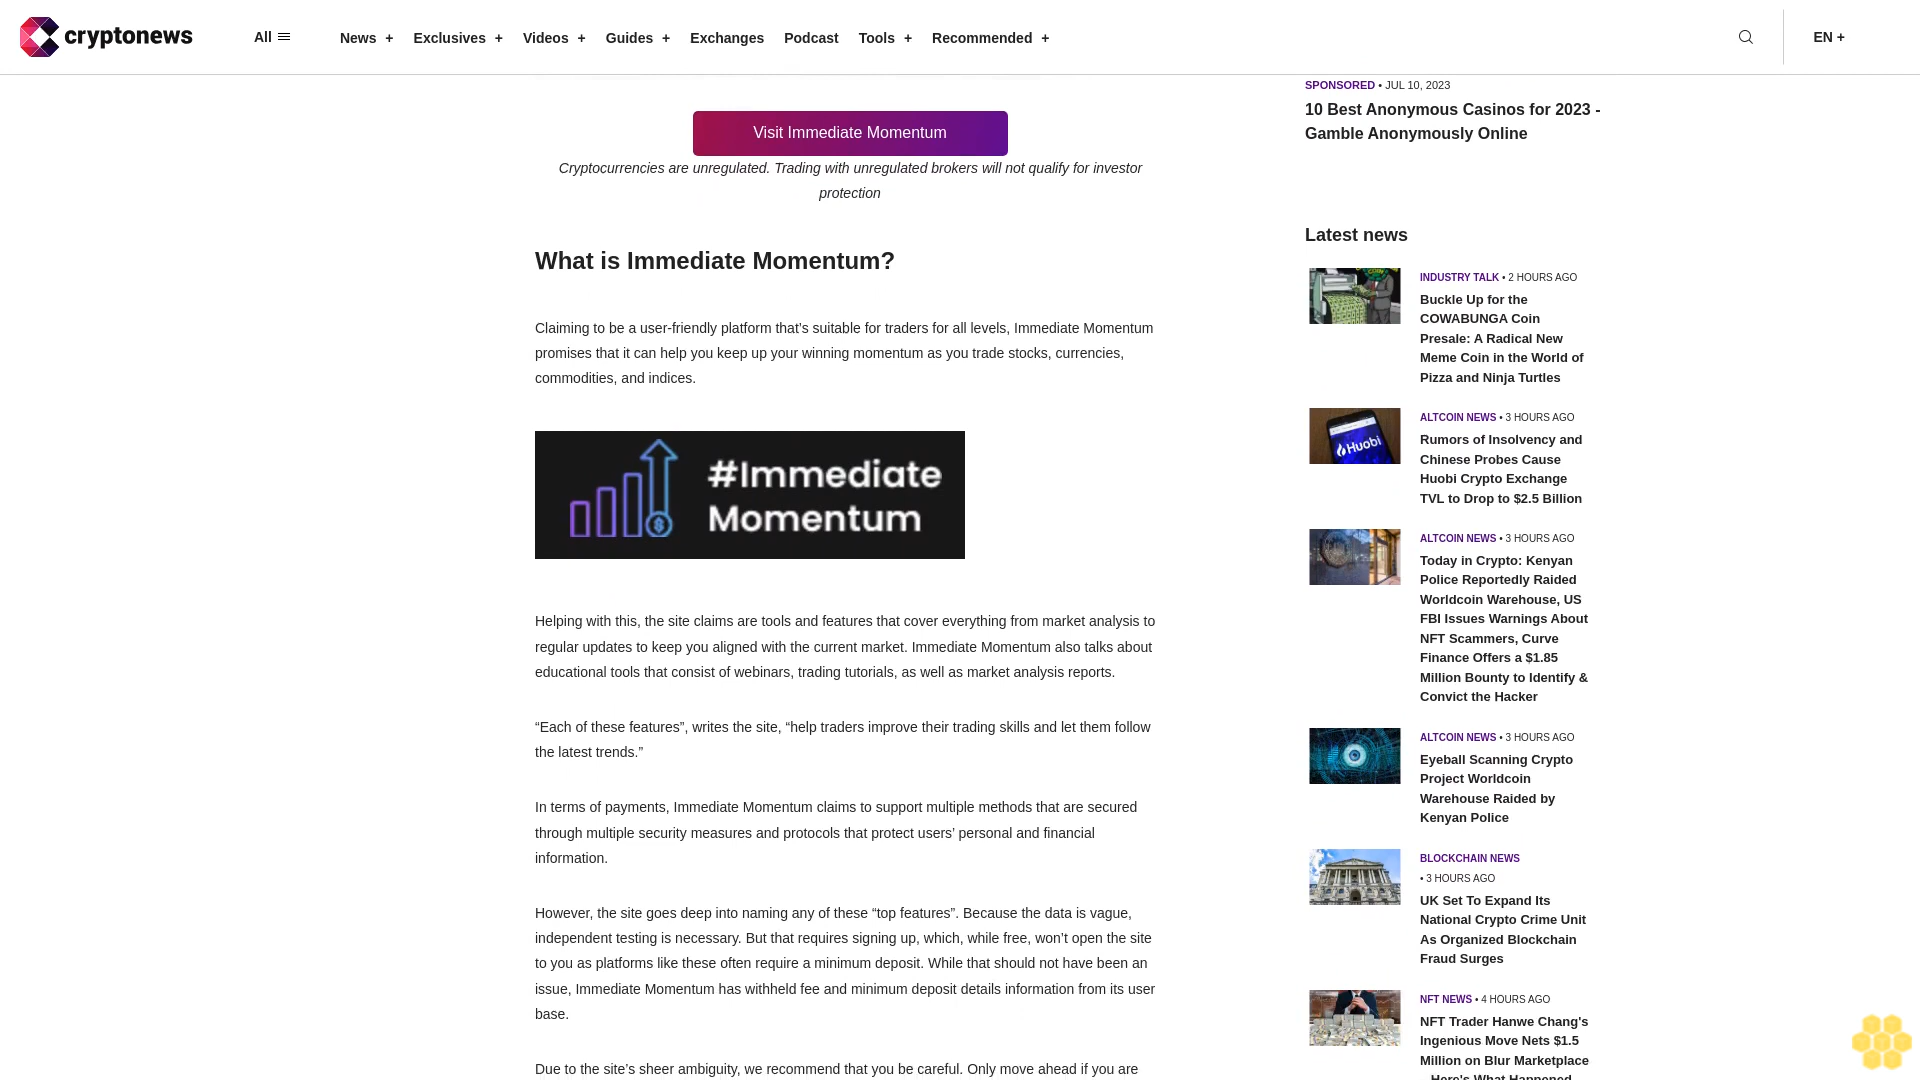 cryptonews
All
News +
Exclusives +
Videos +
Guides +
Exchanges
Podcast
Tools +
Recommended +
EN +
Visit Immediate Momentum
Cryptocurrencies are unregulated. Trading with unregulated brokers will not qualify for investor
protection
What is Immediate Momentum?
Claiming to be a user-friendly platform that’s suitable for traders for all levels, Immediate Momentum
promises that it can help you keep up your winning momentum as you trade stocks, currencies,
commodities, and indices.
#Immediate
Momentum
Helping with this, the site claims are tools and features that cover everything from market analysis to
regular updates to keep you aligned with the current market. Immediate Momentum also talks about
educational tools that consist of webinars, trading tutorials, as well as market analysis reports.
“Each of these features”, writes the site, “help traders improve their trading skills and let them follow
the latest trends.”
In terms of payments, Immediate Momentum claims to support multiple methods that are secured
through multiple security measures and protocols that protect users’ personal and financial
information.
However, the site goes deep into naming any of these “top features”. Because the data is vague,
independent testing is necessary. But that requires signing up, which, while free, won’t open the site
to you as platforms like these often require a minimum deposit. While that should not have been an
issue, Immediate Momentum has withheld fee and minimum deposit details information from its user
base.
Due to the site’s sheer ambiguity, we recommend that you be careful. Only move ahead if you are
SPONSORED • JUL 10, 2023
10 Best Anonymous Casinos for 2023 -
Gamble Anonymously Online
Latest news
INDUSTRY TALK • 2 HOURS AGO
Buckle Up for the
COWABUNGA Coin
Presale: A Radical New
Meme Coin in the World of
Pizza and Ninja Turtles
Huobi
ALTCOIN NEWS • 3 HOURS AGO
Rumors of Insolvency and
Chinese Probes Cause
Huobi Crypto Exchange
TVL to Drop to $2.5 Billion
ALTCOIN NEWS • 3 HOURS AGO
Today in Crypto: Kenyan
Police Reportedly Raided
Worldcoin Warehouse, US
FBI Issues Warnings About
NFT Scammers, Curve
Finance Offers a $1.85
Million Bounty to Identify &
Convict the Hacker
ALTCOIN NEWS • 3 HOURS AGO
Eyeball Scanning Crypto
Project Worldcoin
Warehouse Raided by
Kenyan Police
BLOCKCHAIN NEWS
• 3 HOURS AGO
UK Set To Expand Its
National Crypto Crime Unit
As Organized Blockchain
Fraud Surges
NFT NEWS • 4 HOURS AGO
NFT Trader Hanwe Chang's
Ingenious Move Nets $1.5
Million on Blur Marketplace
– Here's What Happened